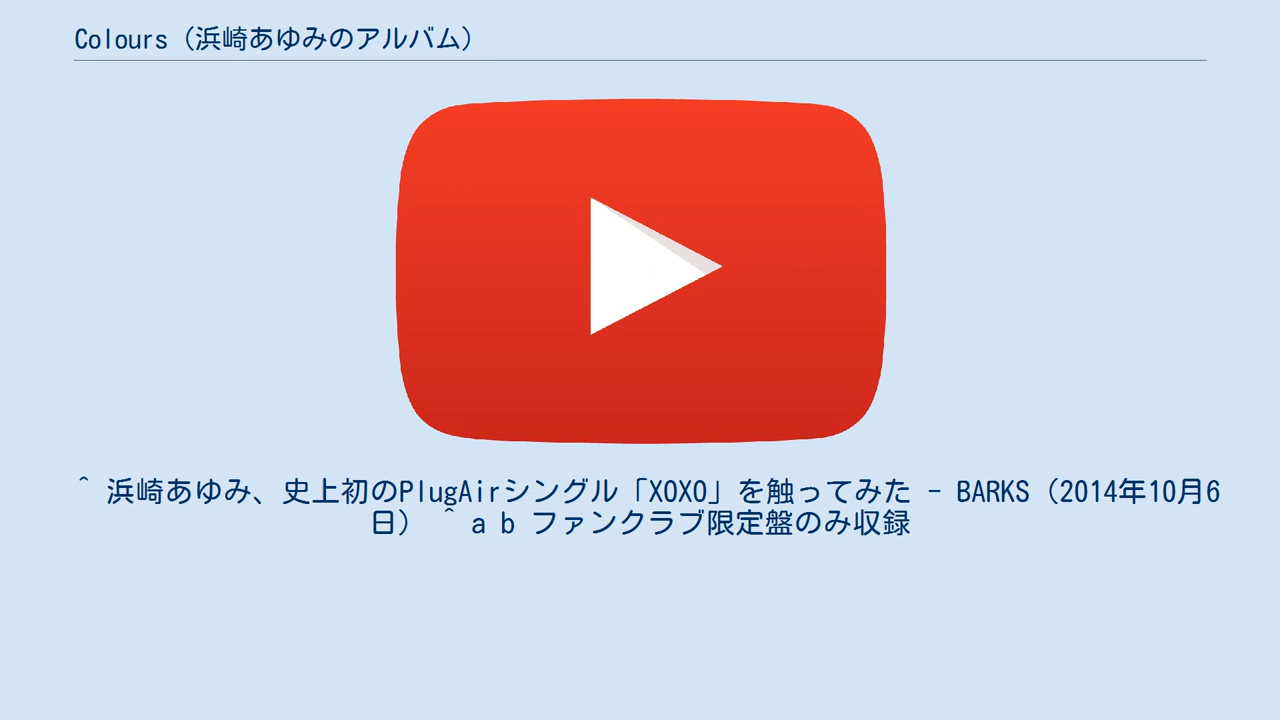 Colours（浜崎あゆみのアルバム）
^ 浜崎あゆみ、史上初のPlugAirシングル「XOXO」を触ってみた - BARKS（2014年10月6
日） ^ a b ファンクラブ限定盤のみ収録